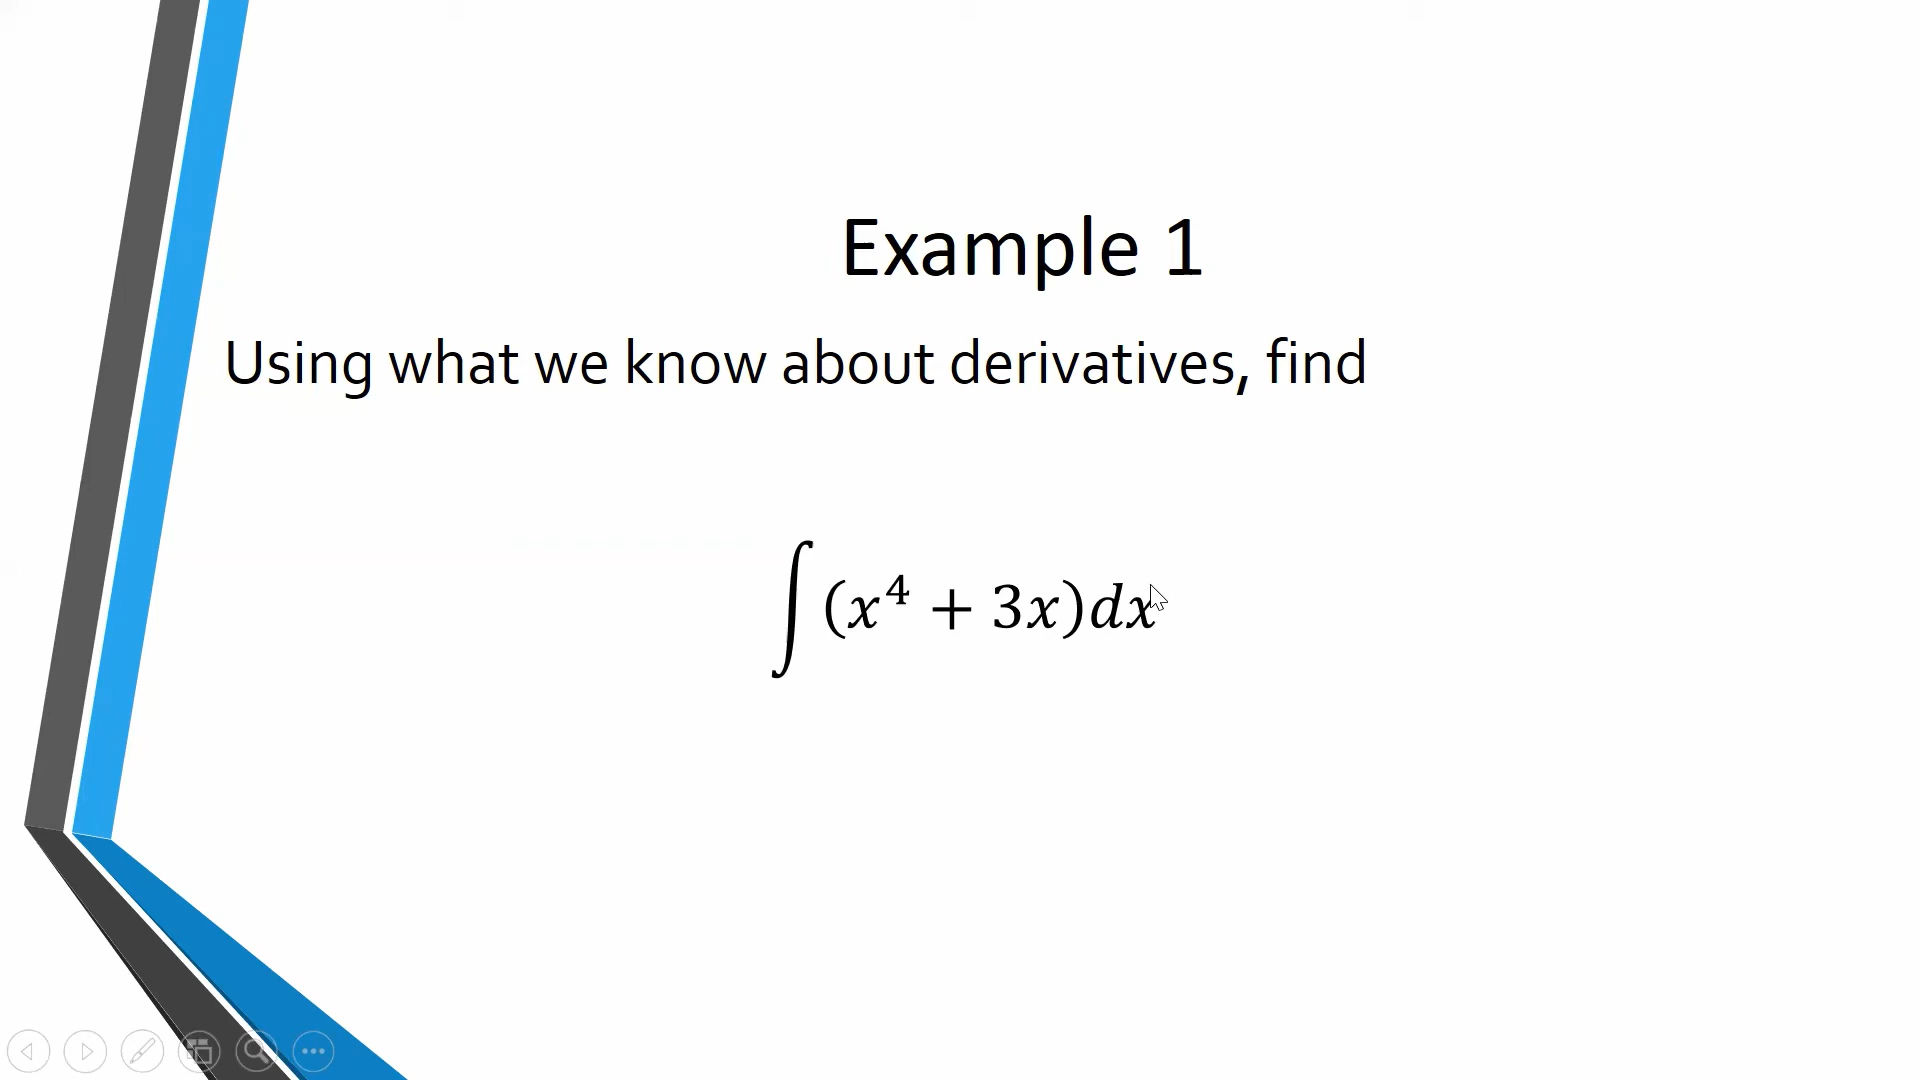 Example 1
Using what we know about derivatives, find
∫(x⁴ + 3x)dx